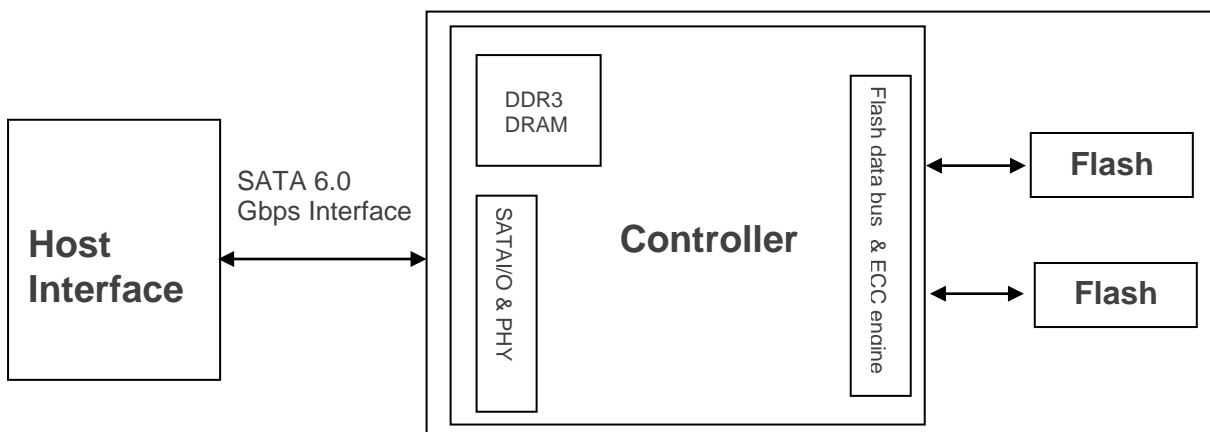 Host
Interface
SATA 6.0
Gbps Interface
DDR3
DRAM
SATAI/O & PHY
Controller
Flash data bus & ECC engine
Flash
Flash